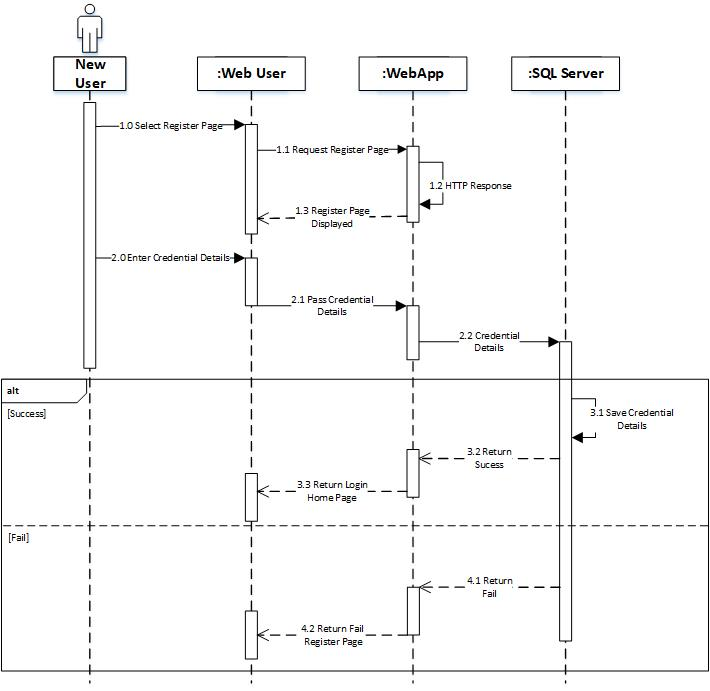 New
User
:Web User
:WebApp
:SQL Server
1.0 Select Register Page
1.1 Request Register Page
1.2 HTTP Response
1.3 Register Page
Displayed
2.0 Enter Credential Details
2.1 Pass Credential
Details
2.2 Credential
Details
alt
[Success]
3.1 Save Credential
Details
3.2 Return
Sucess
3.3 Return Login
Home Page
[Fail]
4.1 Return
Fail
4.2 Return Fail
Register Page